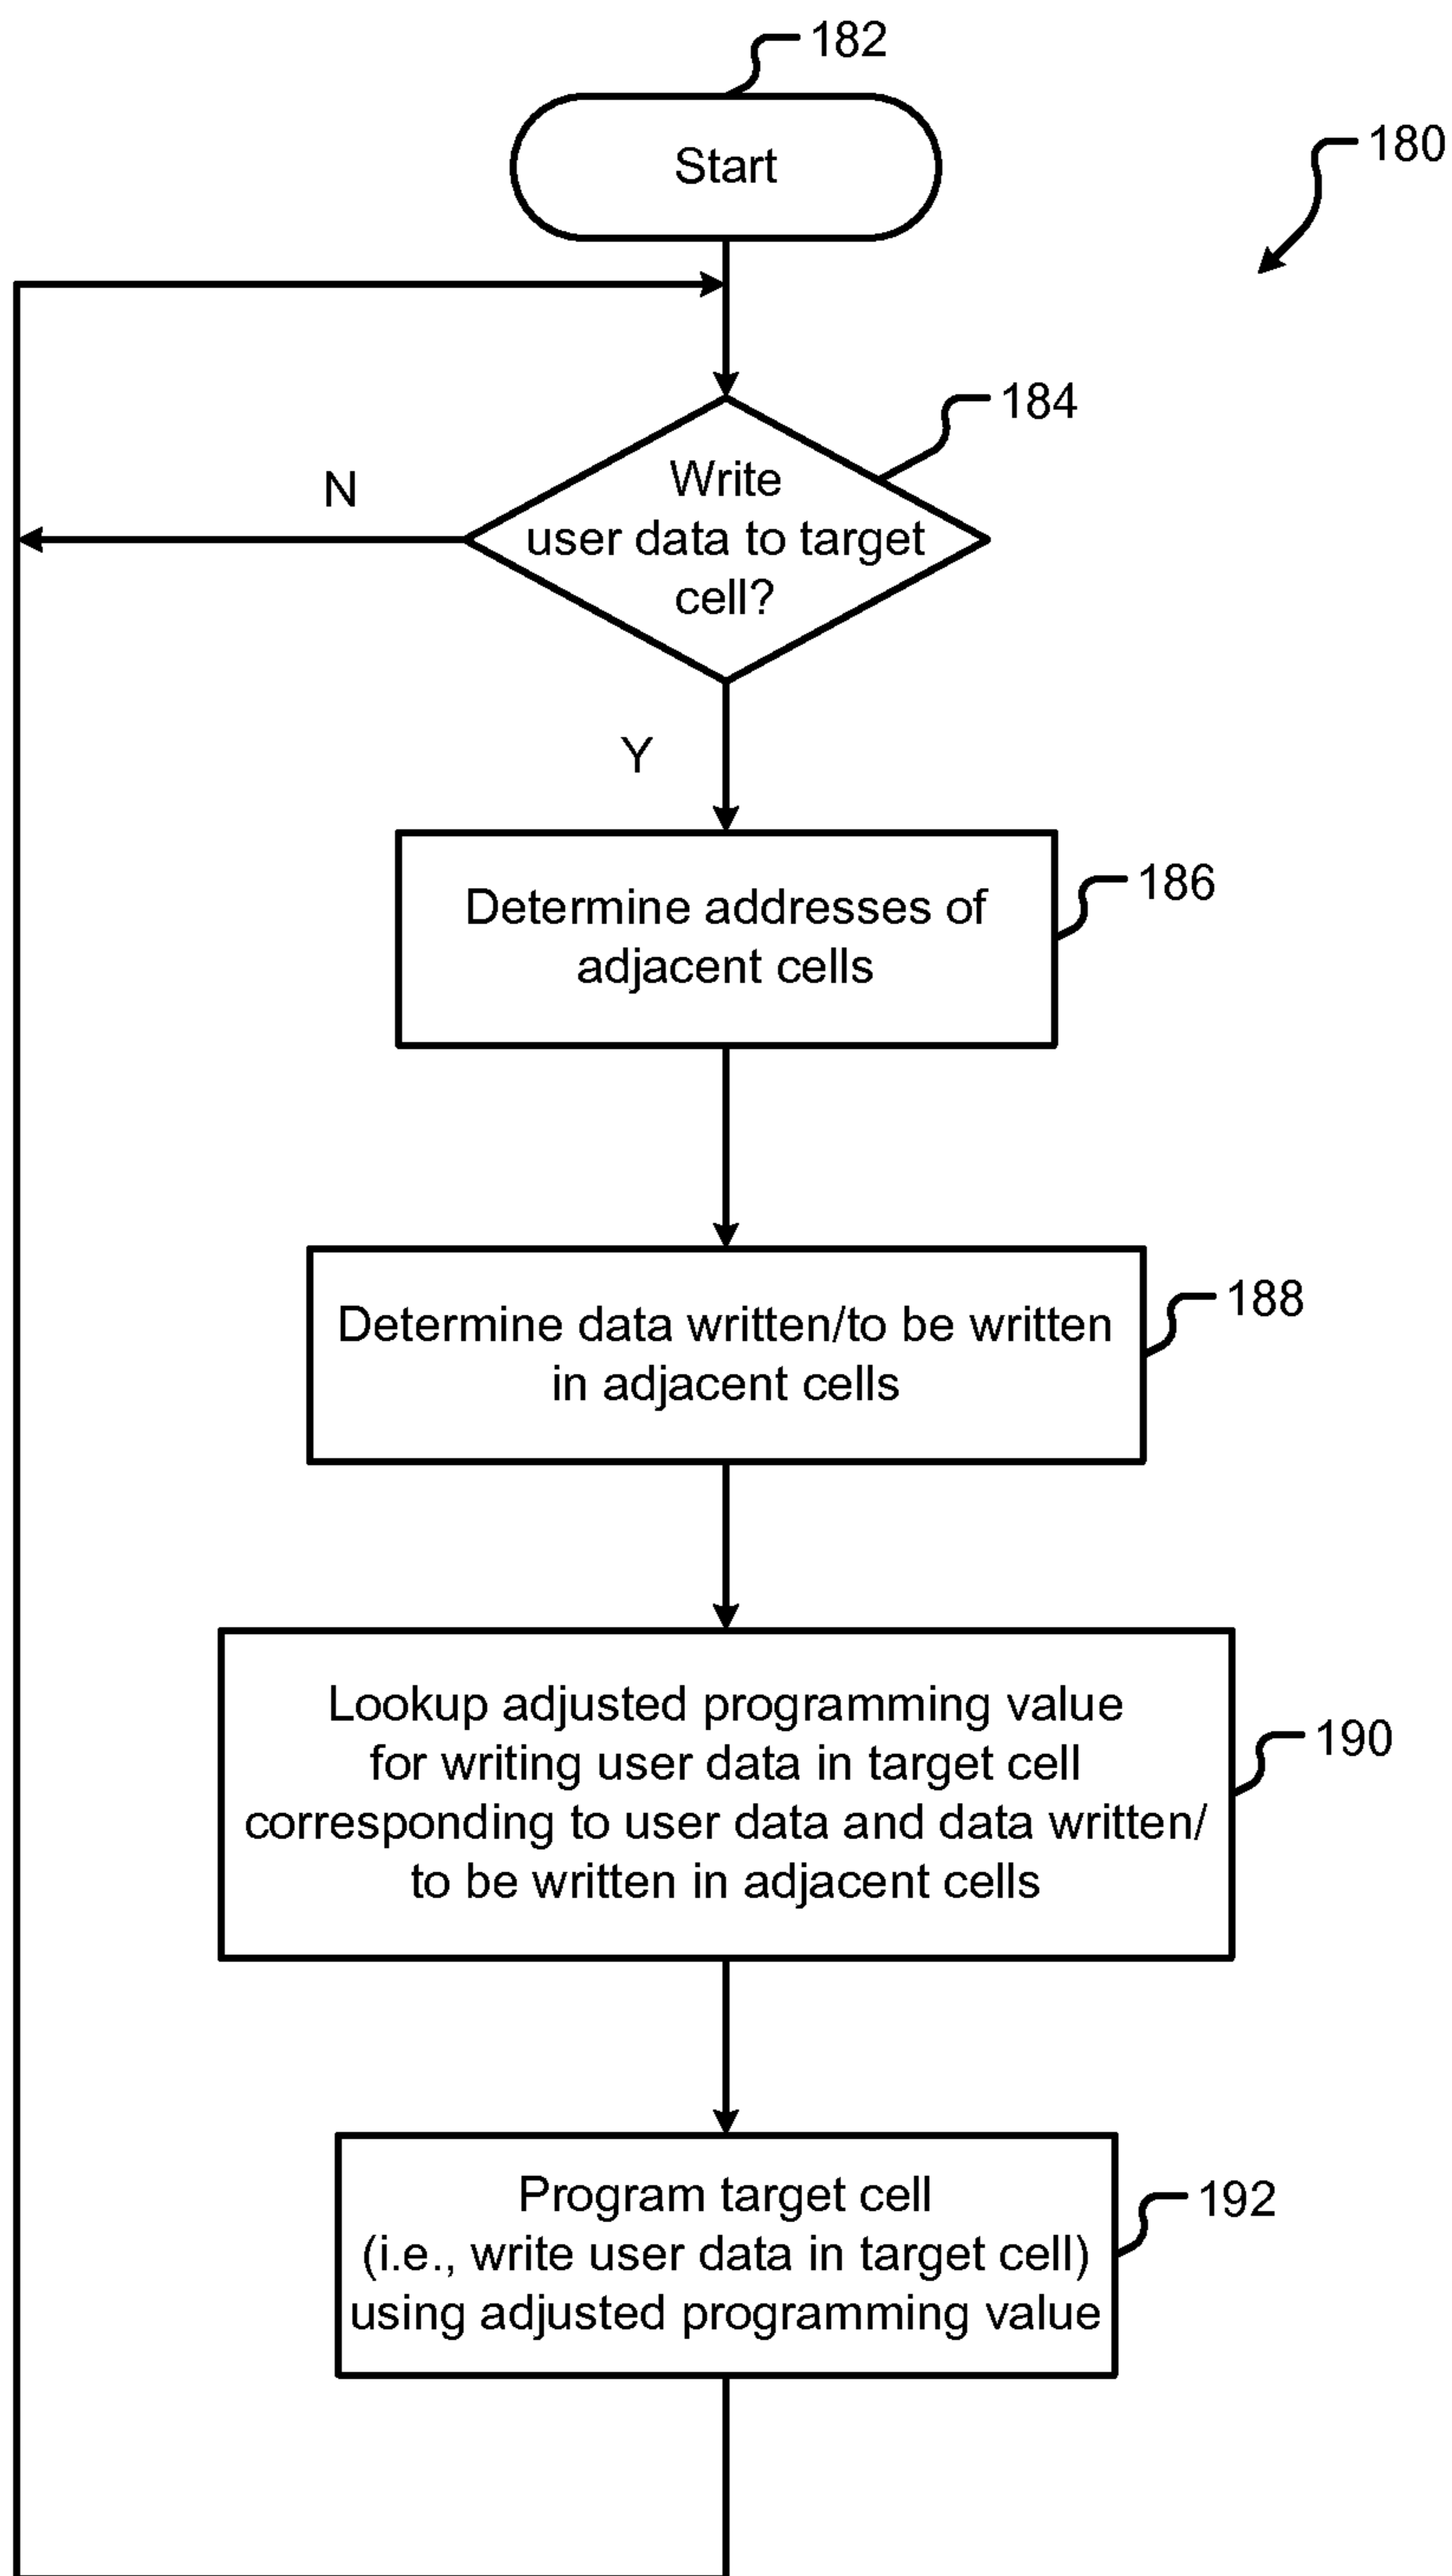 182
Start
180
184
Write
user data to target
cell?
N
Y
Determine addresses of
adjacent cells
186
Determine data written/to be written
in adjacent cells
188
Lookup adjusted programming value
for writing user data in target cell
corresponding to user data and data written/
to be written in adjacent cells
190
Program target cell
(i.e., write user data in target cell)
using adjusted programming value
192